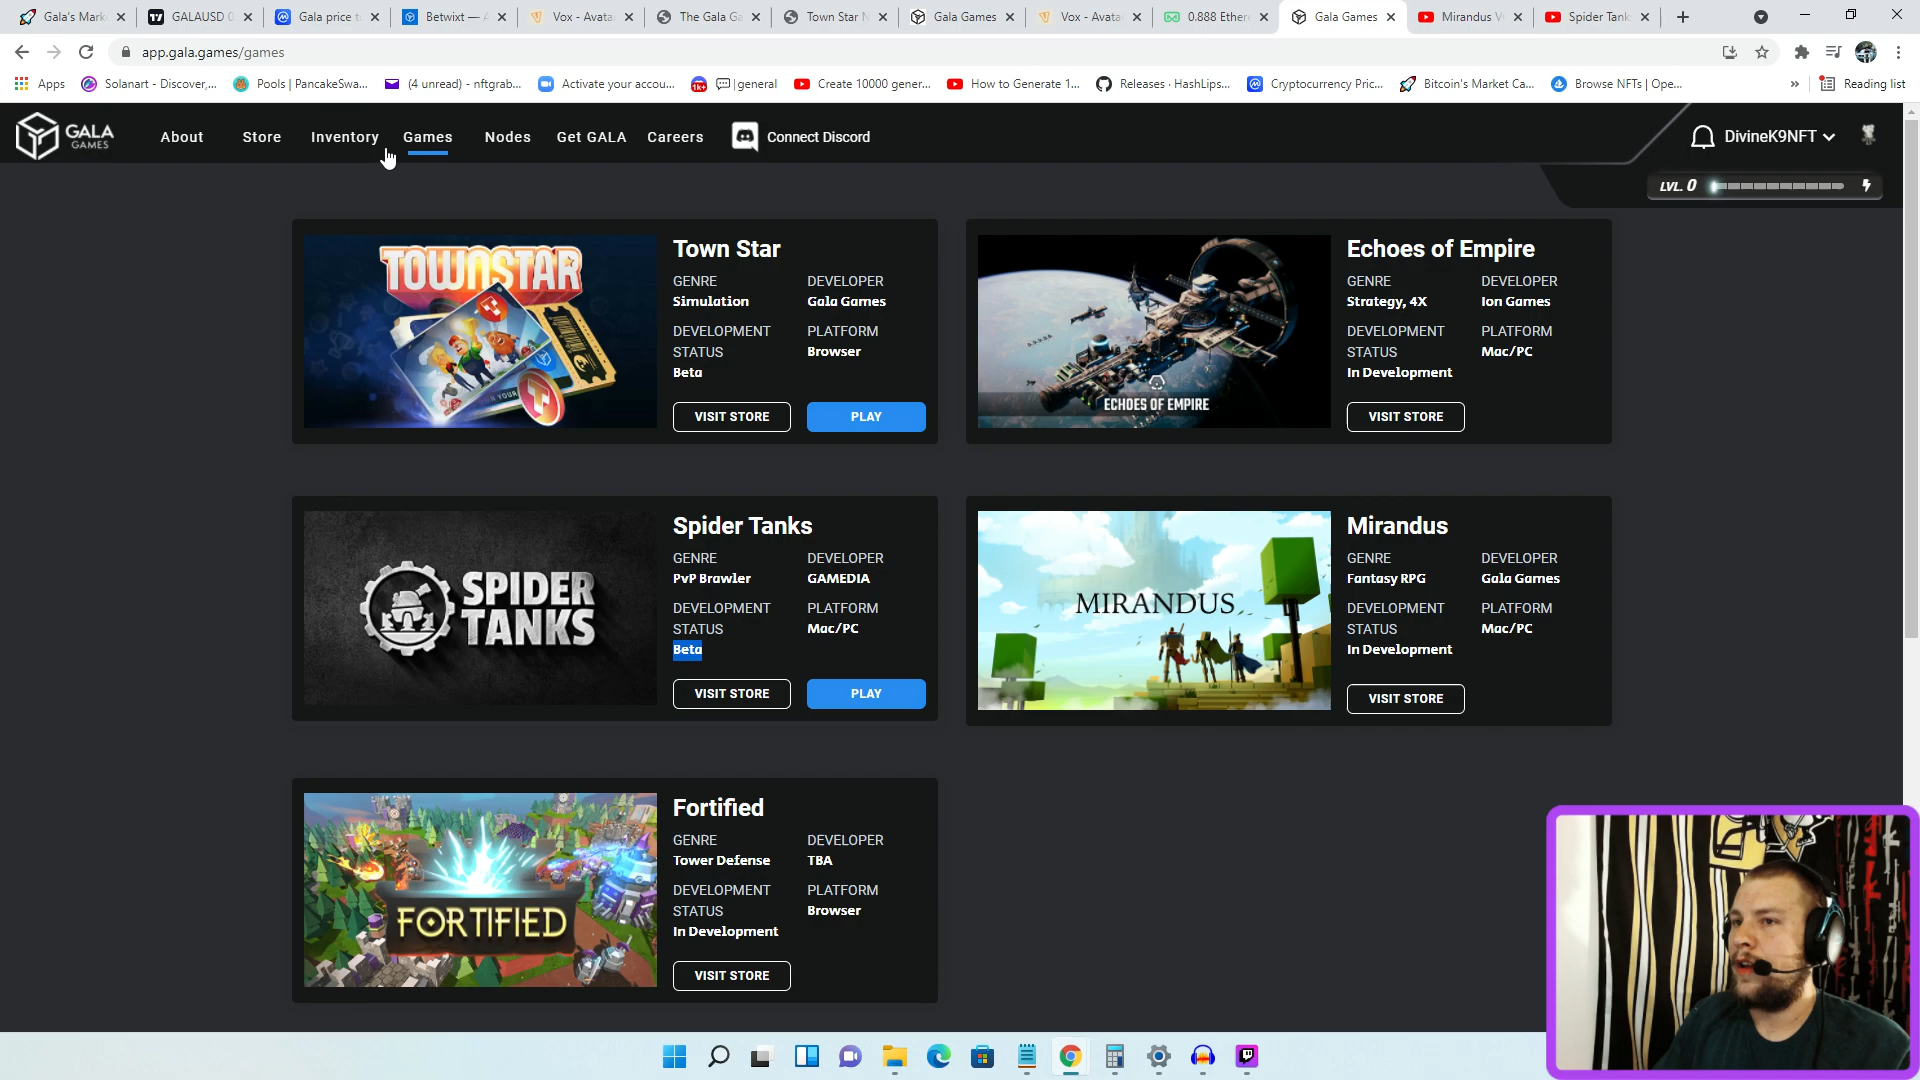 Gala's Mark
GALAUSD
Gala price t
Betwixt — A
Vox - Avata
The Gala Ga
Town Star N
Gala Games
Vox - Avata
0.888 Ether
Gala Games
Mirandus V
Spider Tank
app.gala.games/games
Apps
Solanart - Discover,...
Pools | PancakeSwa...
(4 unread) - nftgrab...
Activate your accou...
1k+
|general
Create 10000 gener...
How to Generate 1...
Releases · HashLips...
Cryptocurrency Pric...
Bitcoin's Market Ca...
Browse NFTs | Ope...
»
Reading list
GALA
GAMES
About
Store
Inventory
Games
Nodes
Get GALA
Careers
Connect Discord
DivineK9NFT
LVL. 0
TOWNSTAR
Town Star
GENRE
Simulation
DEVELOPER
Gala Games
DEVELOPMENT
STATUS
Beta
PLATFORM
Browser
VISIT STORE
PLAY
ECHOES OF EMPIRE
Echoes of Empire
GENRE
Strategy, 4X
DEVELOPER
Ion Games
DEVELOPMENT
STATUS
In Development
PLATFORM
Mac/PC
VISIT STORE
SPIDER
TANKS
Spider Tanks
GENRE
PvP Brawler
DEVELOPER
GAMEDIA
DEVELOPMENT
STATUS
Beta
PLATFORM
Mac/PC
VISIT STORE
PLAY
MIRANDUS
Mirandus
GENRE
Fantasy RPG
DEVELOPER
Gala Games
DEVELOPMENT
STATUS
In Development
PLATFORM
Mac/PC
VISIT STORE
FORTIFIED
Fortified
GENRE
Tower Defense
DEVELOPER
TBA
DEVELOPMENT
STATUS
In Development
PLATFORM
Browser
VISIT STORE